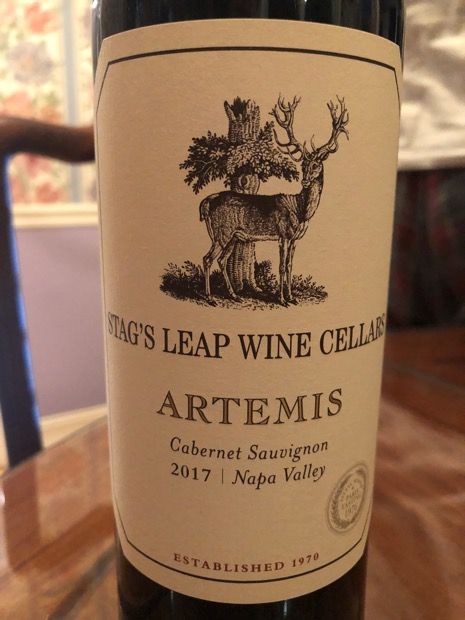 STAG'S LEAP WINE CELLARS
ARTEMIS
Cabernet Sauvignon
2017 | Napa Valley
ESTABLISHED 1970